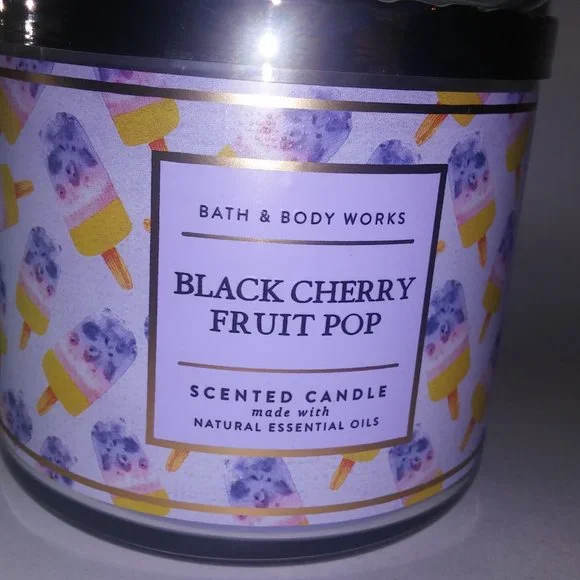 BATH & BODY WORKS
BLACK CHERRY
FRUIT POP
SCENTED CANDLE
made with
NATURAL ESSENTIAL OILS